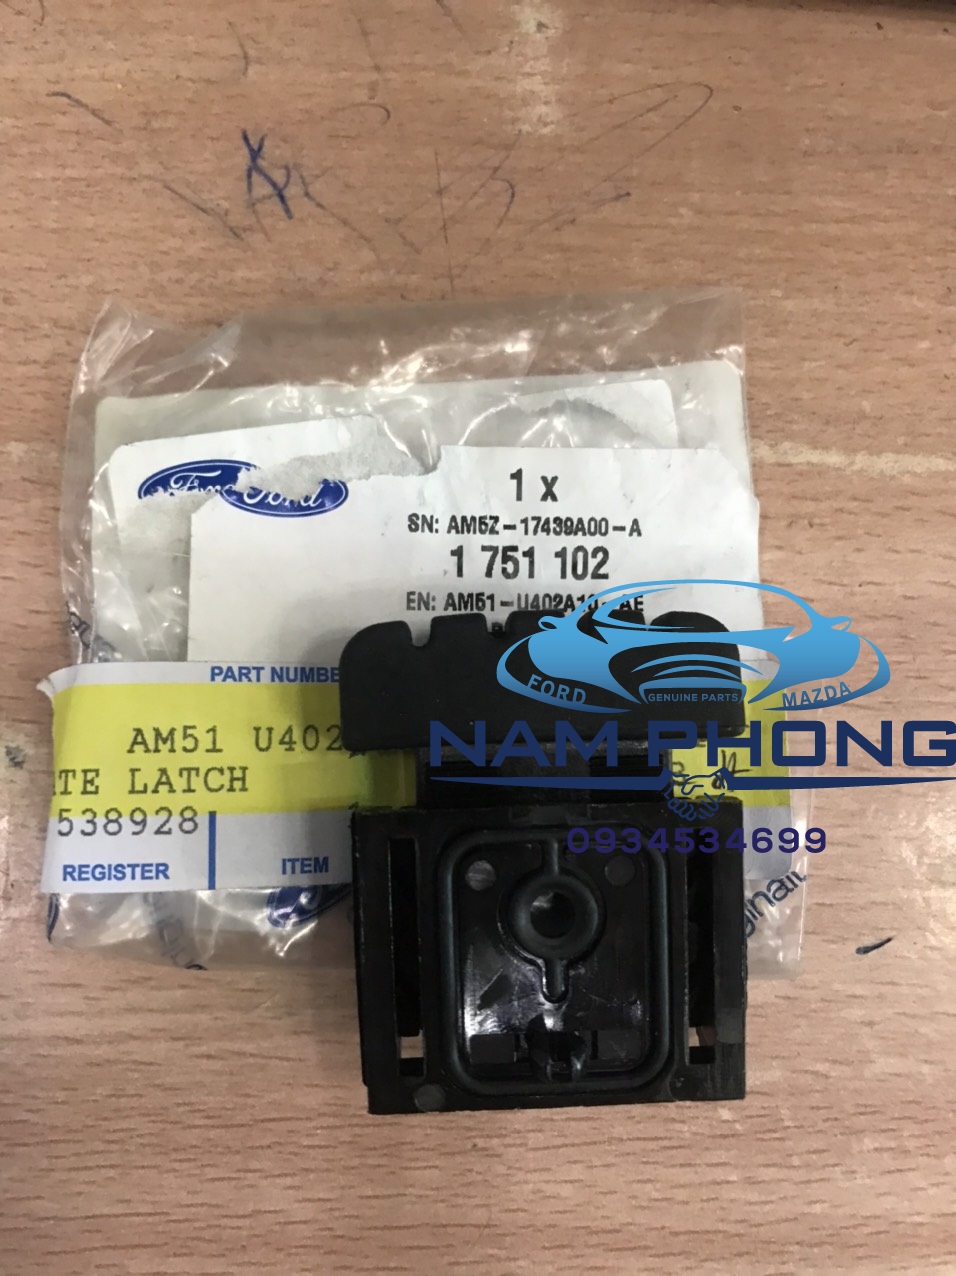 Ford
1 x
SN: AM5Z-17439A00-A
1 751 102
EN: AM51-U402A10-AE
PART NUMBE
AM51 U402
TE LATCH
538928
REGISTER
ITEM
FORD
GENUINE PARTS
MAZDA
NAM PHONG
0934534699